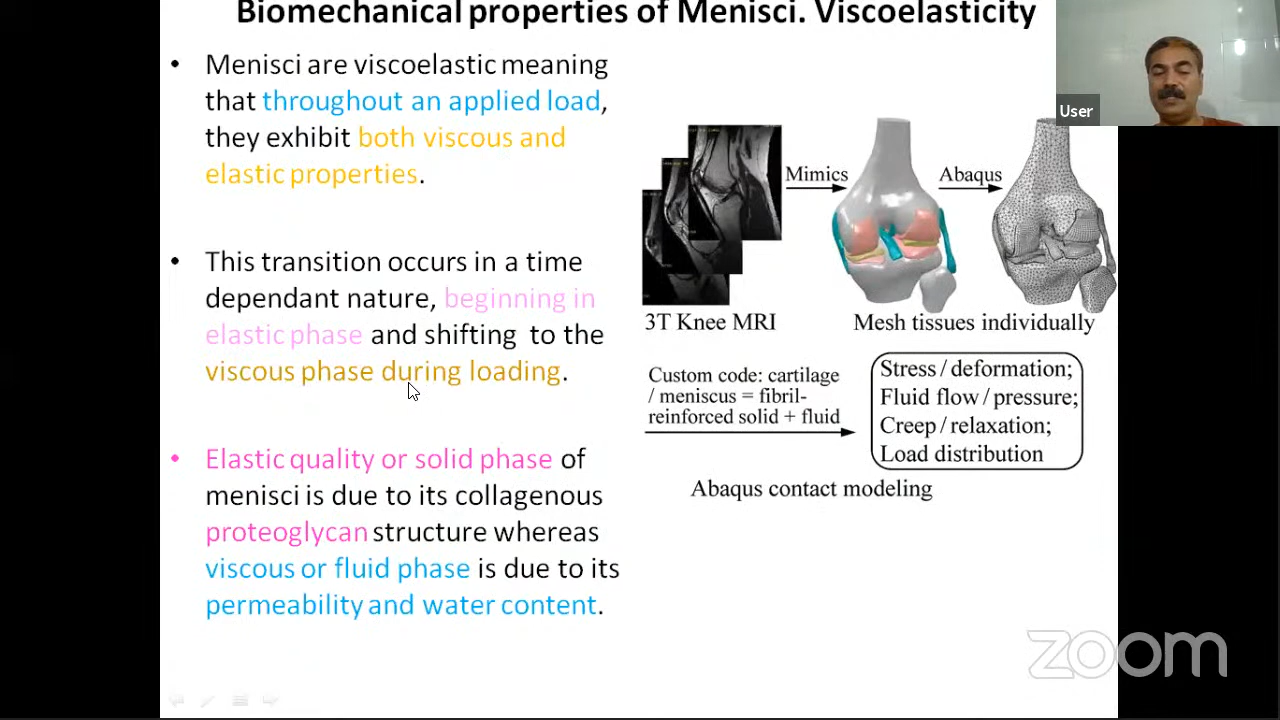 Biomechanical properties of Menisci. Viscoelasticity
• Menisci are viscoelastic meaning
that throughout an applied load,
they exhibit both viscous and
elastic properties.
• This transition occurs in a time
dependant nature, beginning in
elastic phase and shifting to the
viscous phase during loading.
• Elastic quality or solid phase of
menisci is due to its collagenous
proteoglycan structure whereas
viscous or fluid phase is due to its
permeability and water content.
User
Mimics
Abaqus
3T Knee MRI
Mesh tissues individually
Custom code: cartilage
/ meniscus = fibril-
reinforced solid + fluid
Stress / deformation;
Fluid flow / pressure;
Creep / relaxation;
Load distribution
Abaqus contact modeling
zoom